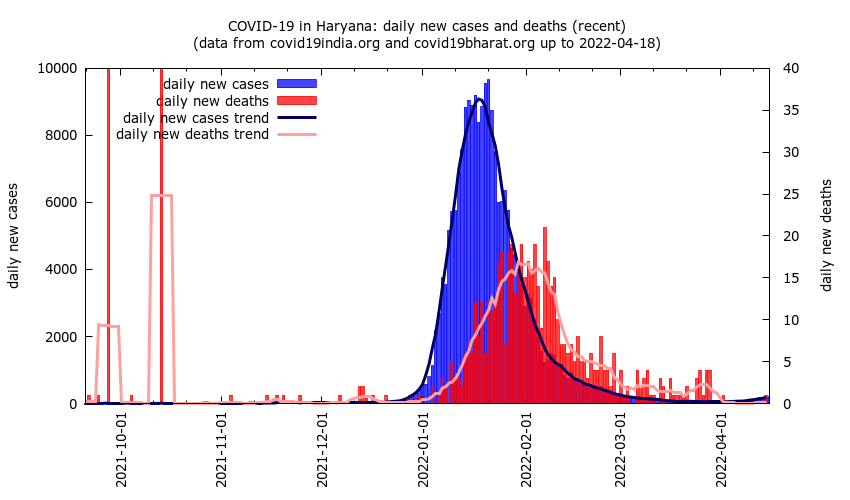 COVID-19 in Haryana: daily new cases and deaths (recent)
(data from covid19india.org and covid19bharat.org up to 2022-04-18)
daily new cases
daily new deaths
daily new cases trend
daily new deaths trend
10000
8000
6000
4000
2000
0
40
35
30
25
20
15
10
5
0
daily new cases
daily new deaths
2021-10-01
2021-11-01
2021-12-01
2022-01-01
2022-02-01
2022-03-01
2022-04-01